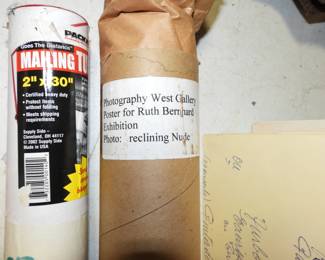 PACK
Goes The Distance
MAILING TU
2" x 30"
• Certified heavy duty
• Protect items
without folding
• Meets shipping
requirements
Supply Side
Cleveland, OH 44117
© 2002 Supply Side
Made in USA
Photography West Gallery
Poster for Ruth Bernhard
Exhibition
Photo: reclining Nude